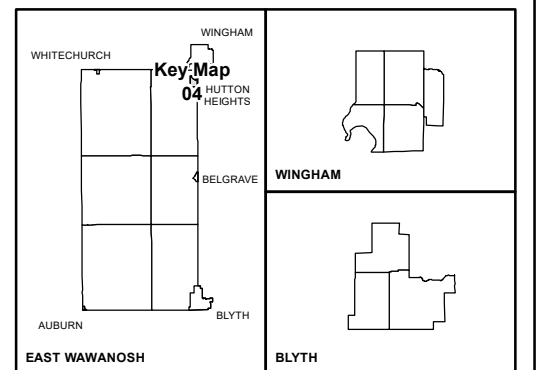 WINGHAM
WHITECHURCH
Key Map
04
HUTTON
HEIGHTS
BELGRAVE
BLYTH
AUBURN
EAST WAWANOSH
WINGHAM
BLYTH